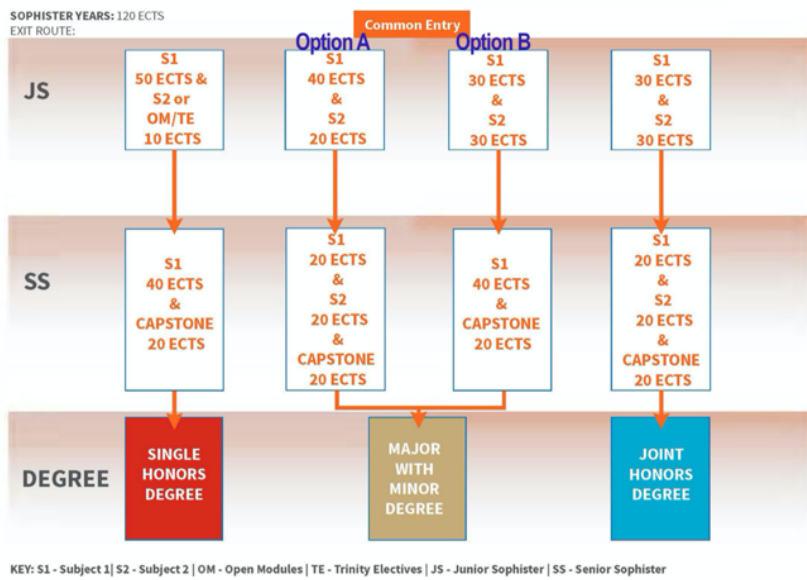 SOPHISTER YEARS: 120 ECTS
EXIT ROUTE:
Common Entry
Option A
Option B
JS
S1
50 ECTS &
S2 or
OM/TE
10 ECTS
S1
40 ECTS
&
S2
20 ECTS
S1
30 ECTS
&
S2
30 ECTS
S1
30 ECTS
&
S2
30 ECTS
SS
S1
40 ECTS
&
CAPSTONE
20 ECTS
S1
20 ECTS
&
S2
20 ECTS
&
CAPSTONE
20 ECTS
S1
40 ECTS
&
CAPSTONE
20 ECTS
S1
20 ECTS
&
S2
20 ECTS
&
CAPSTONE
20 ECTS
DEGREE
SINGLE
HONORS
DEGREE
MAJOR
WITH
MINOR
DEGREE
JOINT
HONORS
DEGREE
KEY: S1 - Subject 1| S2 - Subject 2 | OM - Open Modules | TE - Trinity Electives | JS - Junior Sophister | SS - Senior Sophister